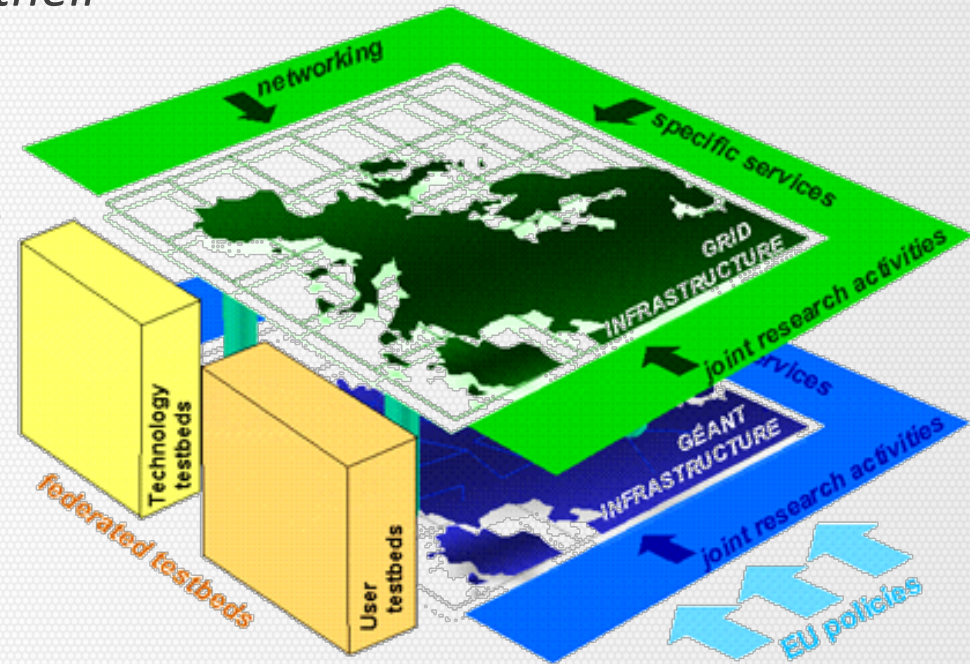 networking
specific services
GRID
INFRASTRUCTURE
joint research activities
GÉANT
INFRASTRUCTURE
joint research activities
Technology
testbeds
User
testbeds
federated testbeds
EU policies